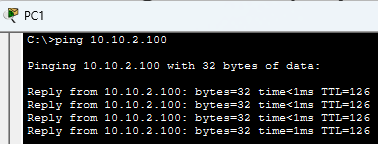 PC1
C:\>ping 10.10.2.100
Pinging 10.10.2.100 with 32 bytes of data:
Reply from 10.10.2.100: bytes=32 time<1ms TTL=126
Reply from 10.10.2.100: bytes=32 time<1ms TTL=126
Reply from 10.10.2.100: bytes=32 time<1ms TTL=126
Reply from 10.10.2.100: bytes=32 time=1ms TTL=126